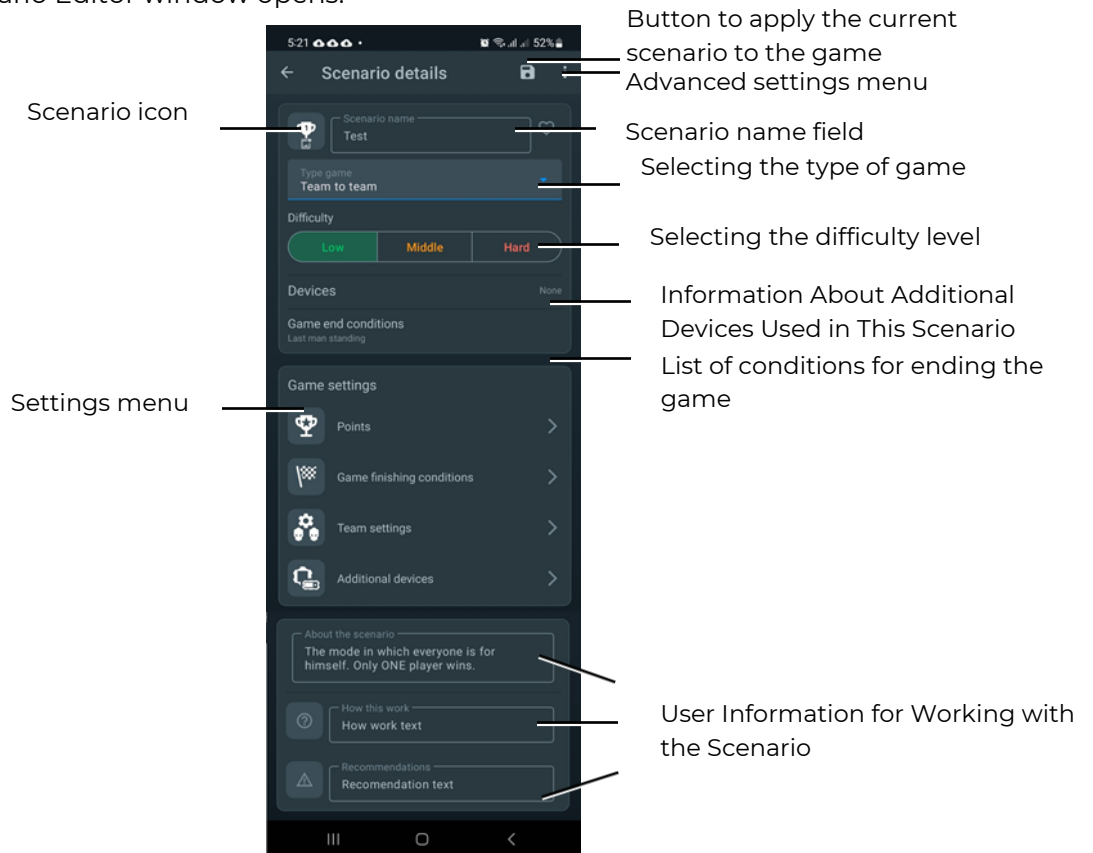 ario Editor window opens.
Button to apply the current
scenario to the game
Advanced settings menu
Scenario icon
Scenario name field
Selecting the type of game
Selecting the difficulty level
Information About Additional
Devices Used in This Scenario
List of conditions for ending the
game
Settings menu
User Information for Working with
the Scenario
5:21
52%
Scenario details
Scenario name
Test
Type game
Team to team
Difficulty
Low Middle Hard
Devices None
Game end conditions
Last man standing
Game settings
Points
Game finishing conditions
Team settings
Additional devices
About the scenario
The mode in which everyone is for
himself. Only ONE player wins.
How this work
How work text
Recommendations
Recomendation text